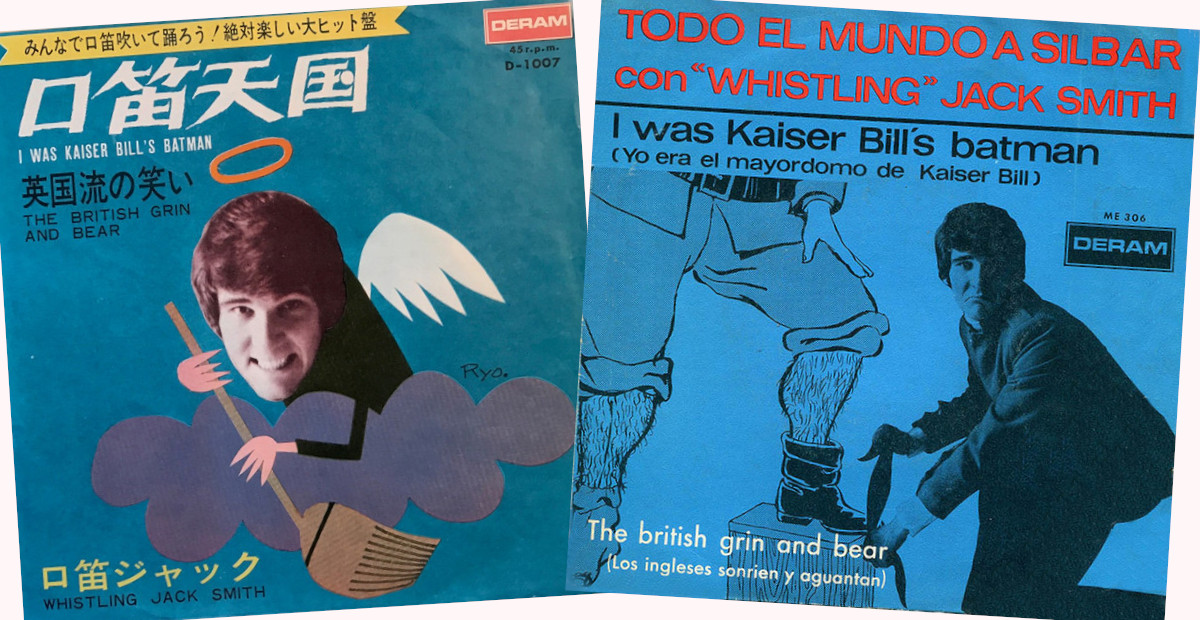 みんなで口笛吹いて踊ろう!絶対楽しい大ヒット盤
DERAM
45 r.p.m.
D-1007
口笛天国
I WAS KAISER BILL'S BATMAN
英国流の笑い
THE BRITISH GRIN
AND BEAR
Ryo.
口笛ジャック
WHISTLING JACK SMITH
TODO EL MUNDO A SILBAR
con "WHISTLING" JACK SMITH
I was Kaiser Bill's batman
(Yo era el mayordomo de Kaiser Bill)
ME 306
DERAM
The british grin and bear
(Los ingleses sonrien y aguantan)